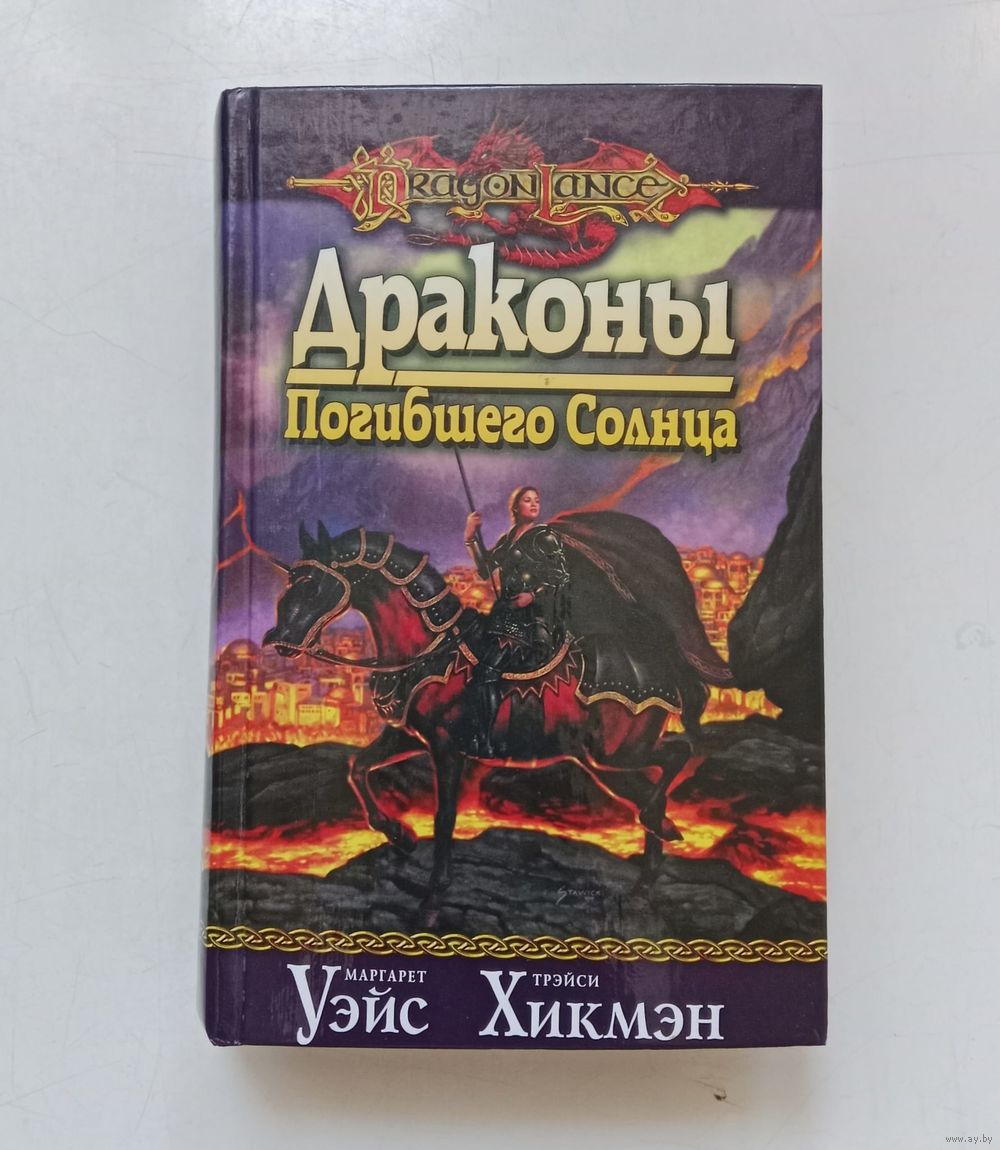 DragonLance
Драконы
Погибшего Солнца
Stawicki
МАРГАРЕТ
Уэйс
ТРЭЙСИ
Хикмэн
www.ay.by